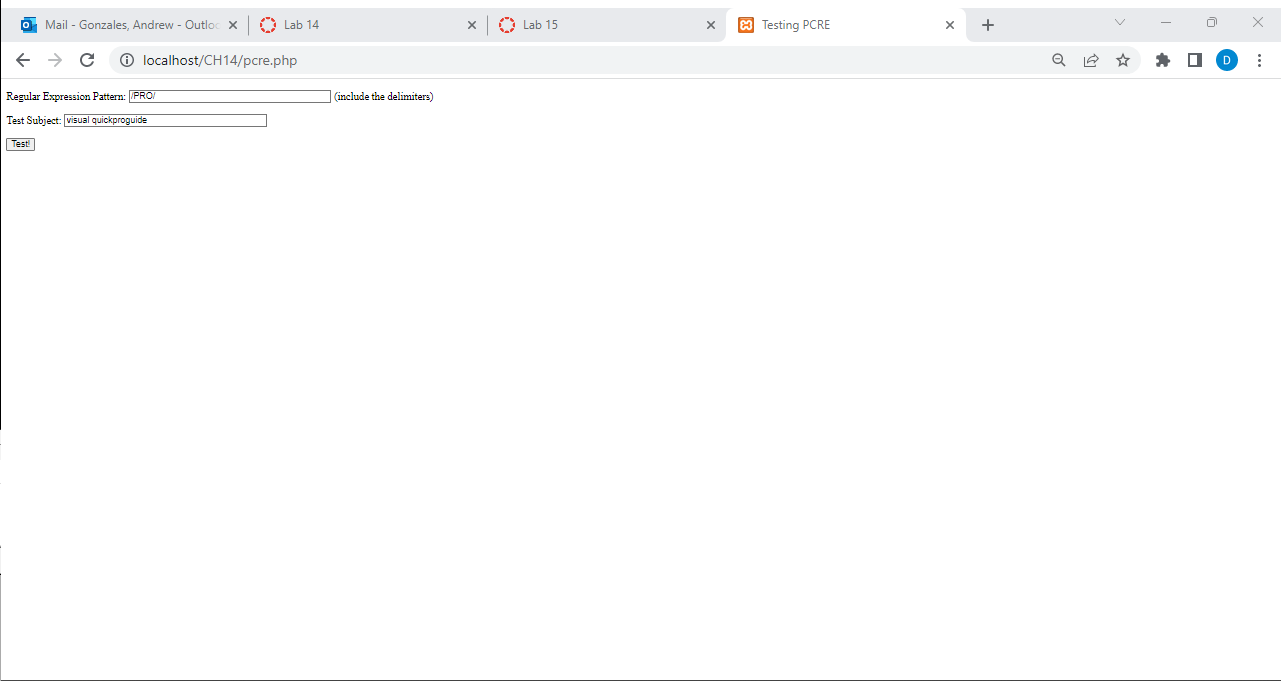 Mail - Gonzales, Andrew - Outloo
Lab 14
Lab 15
Testing PCRE
localhost/CH14/pcre.php
D
Regular Expression Pattern: /PRO/ (include the delimiters)
Test Subject: visual quickproguide
Test!